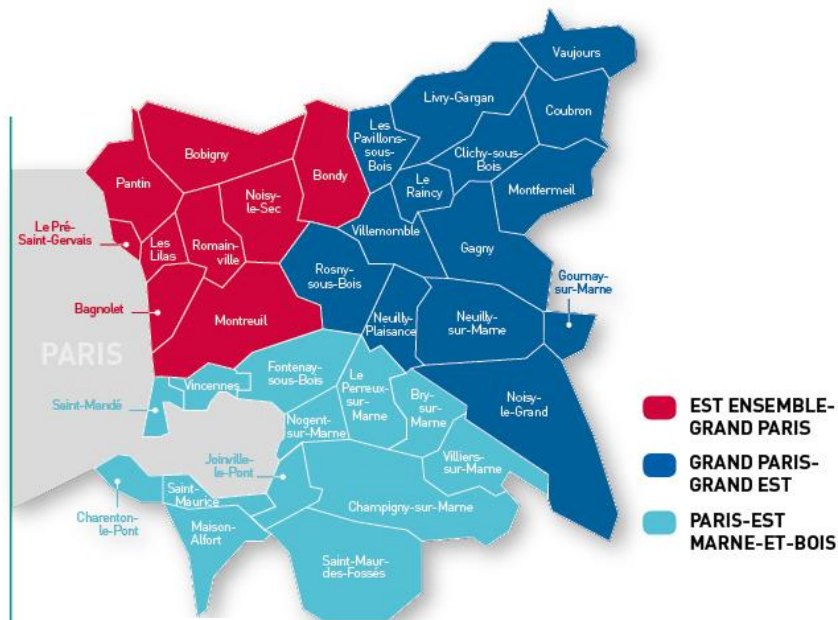 Vaujours
Livry-Gargan
Coubron
Les
Pavillons-
sous-
Bois
Clichy-sous-
Bois
Bobigny
Bondy
Pantin
Noisy-
le-Sec
Le
Raincy
Montfermeil
Le Pré-
Saint-Gervais
Les
Lilas
Romain-
ville
Villemomble
Gagny
Rosny-
sous-Bois
Gournay-
sur-Marne
Bagnolet
Montreuil
Neuilly-
Plaisance
Neuilly-
sur-Marne
PARIS
Fontenay-
sous-Bois
Le
Perreux-
sur-
Marne
Vincennes
Saint-Mandé
Bry-
sur-
Marne
Noisy-
le-Grand
Nogent-
sur-Marne
Joinville-
le-Pont
Villiers-
sur-Marne
Saint-
Maurice
Champigny-sur-Marne
Charenton-
le-Pont
Maison-
Alfort
Saint-Maur-
des-Fossés
EST ENSEMBLE-
GRAND PARIS
GRAND PARIS-
GRAND EST
PARIS-EST
MARNE-ET-BOIS